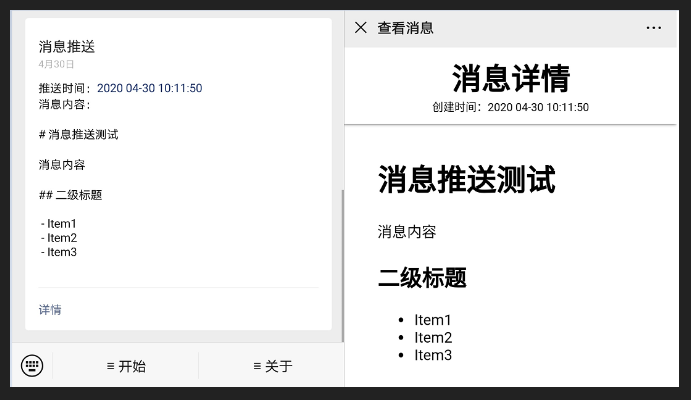 消息推送
4月30日
推送时间：2020 04-30 10:11:50
消息内容：
# 消息推送测试
消息内容
## 二级标题
- Item1
- Item2
- Item3
详情
≡ 开始
≡ 关于
查看消息
消息详情
创建时间：2020 04-30 10:11:50
消息推送测试
消息内容
二级标题
• Item1
• Item2
• Item3